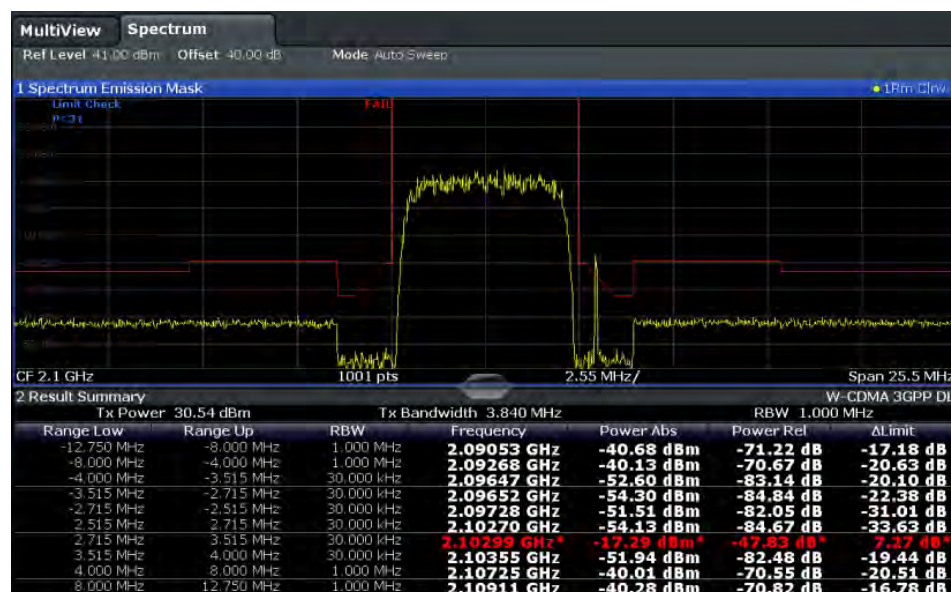 MultiView Spectrum
Ref Level 41.00 dBm Offset 40.00 dB Mode Auto Sweep
1 Spectrum Emission Mask 1Rm Clrw
Limit Check FAIL
P<31
CF 2.1 GHz 1001 pts 2.55 MHz/ Span 25.5 MHz
2 Result Summary W-CDMA 3GPP DL
Tx Power 30.54 dBm Tx Bandwidth 3.840 MHz RBW 1.000 MHz
Range Low Range Up RBW Frequency Power Abs Power Rel ΔLimit
-12.750 MHz -8.000 MHz 1.000 MHz 2.09053 GHz -40.68 dBm -71.22 dB -17.18 dB
-8.000 MHz -4.000 MHz 1.000 MHz 2.09268 GHz -40.13 dBm -70.67 dB -20.63 dB
-4.000 MHz -3.515 MHz 30.000 kHz 2.09647 GHz -52.60 dBm -83.14 dB -20.10 dB
-3.515 MHz -2.715 MHz 30.000 kHz 2.09652 GHz -54.30 dBm -84.84 dB -22.38 dB
-2.715 MHz -2.515 MHz 30.000 kHz 2.09728 GHz -51.51 dBm -82.05 dB -31.01 dB
2.515 MHz 2.715 MHz 30.000 kHz 2.10270 GHz -54.13 dBm -84.67 dB -33.63 dB
2.715 MHz 3.515 MHz 30.000 kHz 2.10299 GHz* -17.29 dBm* -47.83 dB* 7.27 dB*
3.515 MHz 4.000 MHz 30.000 kHz 2.10355 GHz -51.94 dBm -82.48 dB -19.44 dB
4.000 MHz 8.000 MHz 1.000 MHz 2.10725 GHz -40.01 dBm -70.55 dB -20.51 dB
8.000 MHz 12.750 MHz 1.000 MHz 2.10911 GHz -40.28 dBm -70.82 dB -16.78 dB